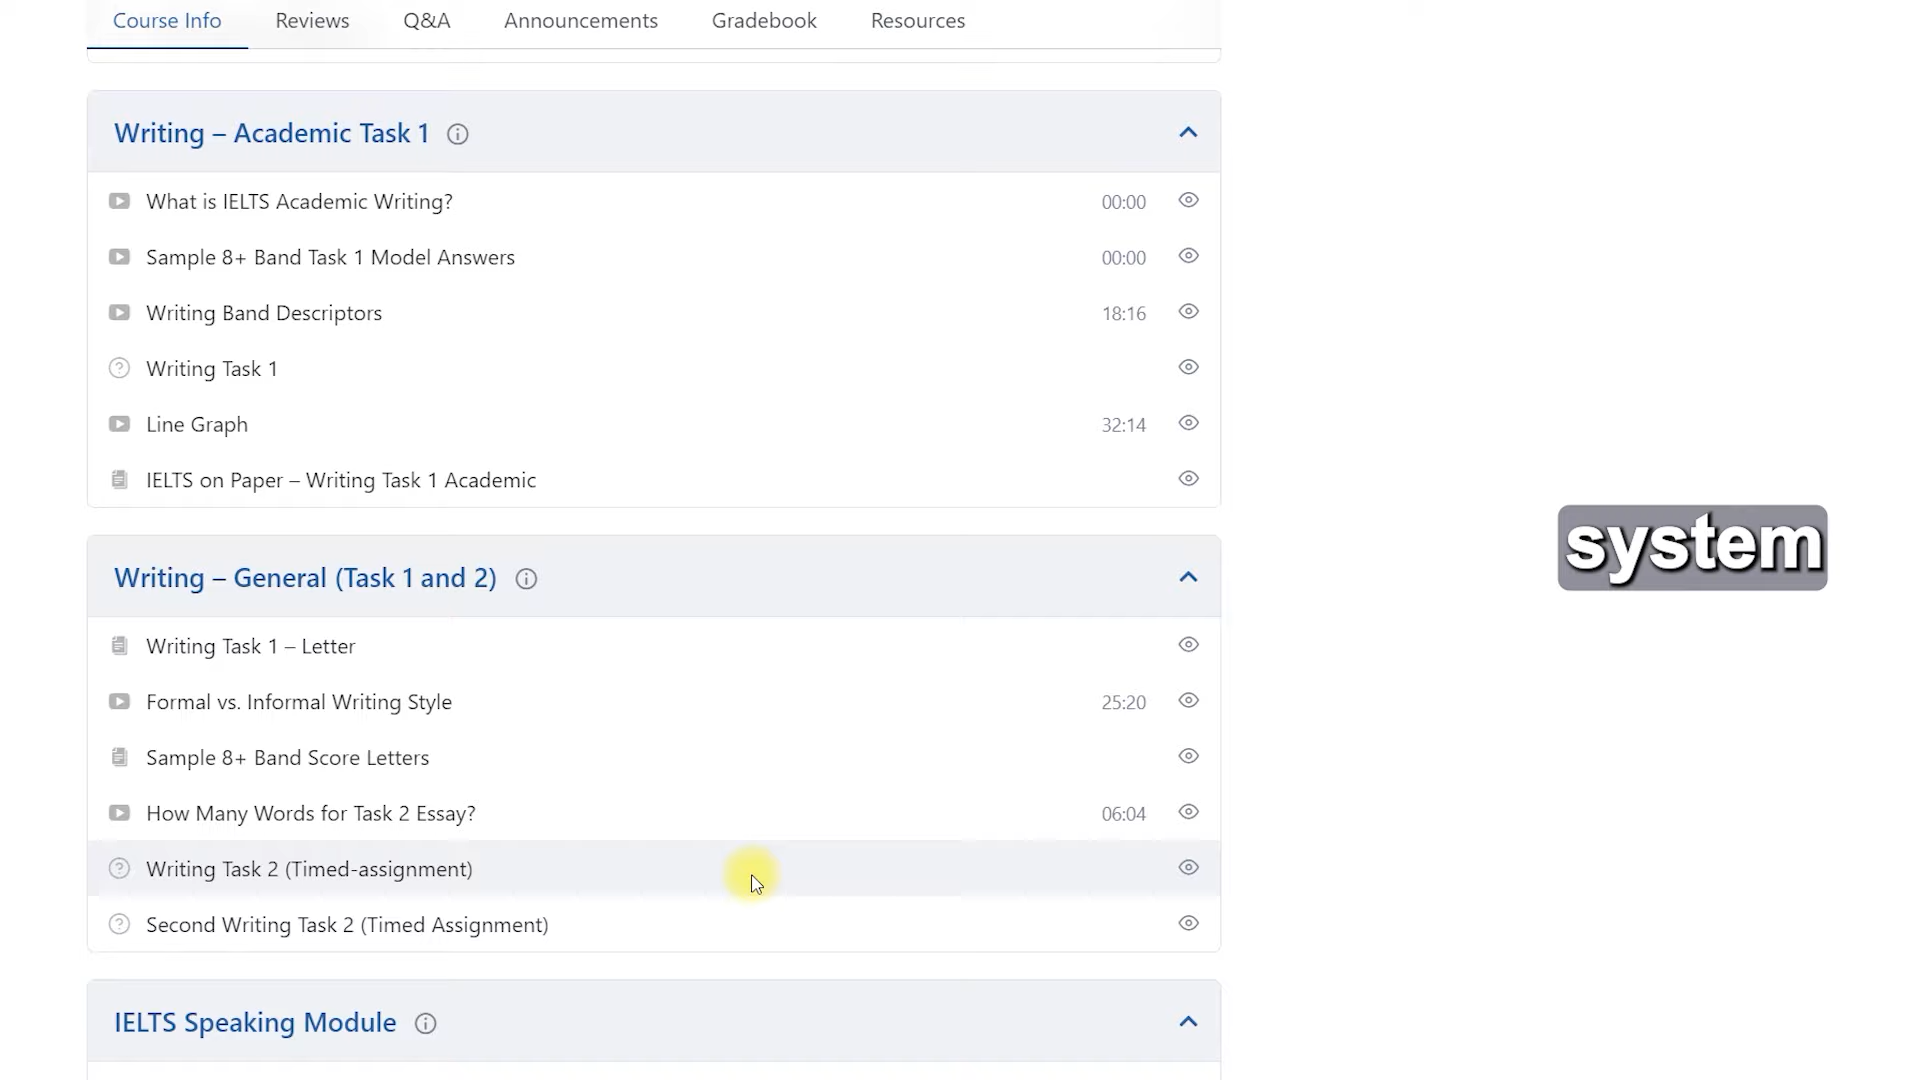 Course Info Reviews Q&A Announcements Gradebook Resources
Writing – Academic Task 1
What is IELTS Academic Writing? 00:00
Sample 8+ Band Task 1 Model Answers 00:00
Writing Band Descriptors 18:16
Writing Task 1
Line Graph 32:14
IELTS on Paper – Writing Task 1 Academic
system
Writing – General (Task 1 and 2)
Writing Task 1 – Letter
Formal vs. Informal Writing Style 25:20
Sample 8+ Band Score Letters
How Many Words for Task 2 Essay? 06:04
Writing Task 2 (Timed-assignment)
Second Writing Task 2 (Timed Assignment)
IELTS Speaking Module